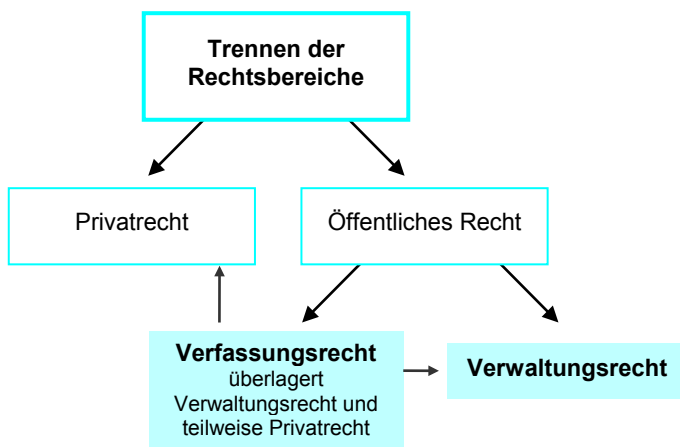 Trennen der
Rechtsbereiche
Privatrecht
Öffentliches Recht
Verfassungsrecht
überlagert
Verwaltungsrecht und
teilweise Privatrecht
Verwaltungsrecht